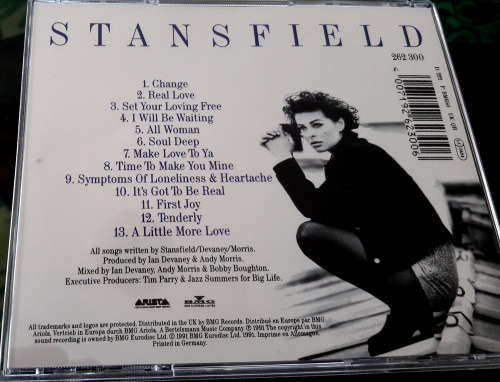 STANSFIELD
262 300
1. Change
2. Real Love
3. Set Your Loving Free
4. I Will Be Waiting
5. All Woman
6. Soul Deep
7. Make Love To Ya
8. Time To Make You Mine
9. Symptoms Of Loneliness & Heartache
10. It's Got To Be Real
11. First Joy
12. Tenderly
13. A Little More Love
All songs written by Stansfield/Devaney/Morris.
Produced by Ian Devaney & Andy Morris.
Mixed by Ian Devaney, Andy Morris & Bobby Boughton.
Executive Producers: Tim Parry & Jazz Summers for Big Life.
ARISTA
BMG
All trademarks and logos are protected. Distributed in the UK by BMG Records. Distribué en Europe par BMG
Ariola. Vertrieb in Europa durch BMG Ariola. A Bertelsmann Music Company ℗ 1991 The copyright in this
sound recording is owned by BMG Eurodisc Ltd. © 1991 BMG Eurodisc Ltd. 1991. Imprimé en Allemagne.
Printed in Germany.
4 007192 623006